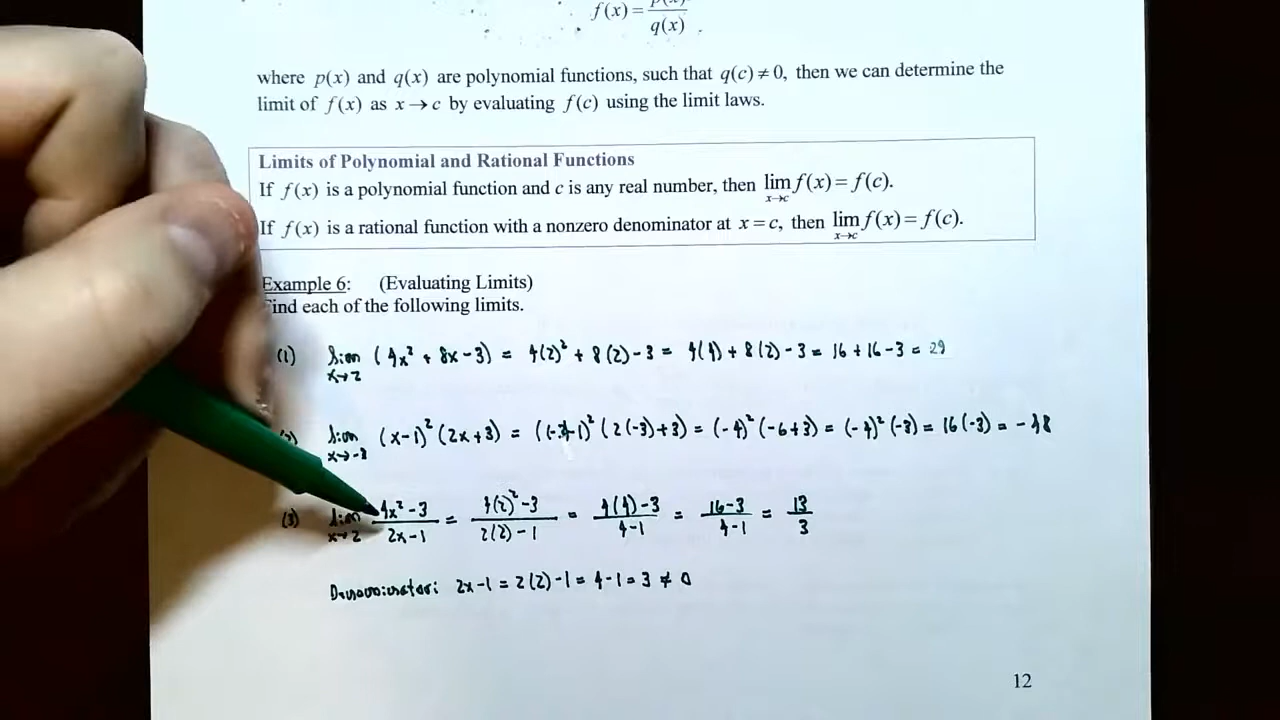 f(x) = p(x) / q(x) .
where p(x) and q(x) are polynomial functions, such that q(c) ≠ 0, then we can determine the
limit of f(x) as x → c by evaluating f(c) using the limit laws.
Limits of Polynomial and Rational Functions
If f(x) is a polynomial function and c is any real number, then lim x→c f(x) = f(c).
If f(x) is a rational function with a nonzero denominator at x = c, then lim x→c f(x) = f(c).
Example 6: (Evaluating Limits)
Find each of the following limits.
(1) lim x→2 (4x² + 8x - 3) = 4(2)² + 8(2) - 3 = 4(4) + 8(2) - 3 = 16 + 16 - 3 = 29
(2) lim x→-3 (x-1)² (2x+3) = (-3-1)² (2(-3)+3) = (-4)² (-6+3) = (-4)² (-3) = 16(-3) = -48
(3) lim x→2 (4x² - 3)/(2x-1) = (4(2)² - 3)/(2(2)-1) = (4(4)-3)/(4-1) = (16-3)/(4-1) = 13/3
Denominator: 2x-1 = 2(2)-1 = 4-1 = 3 ≠ 0
12